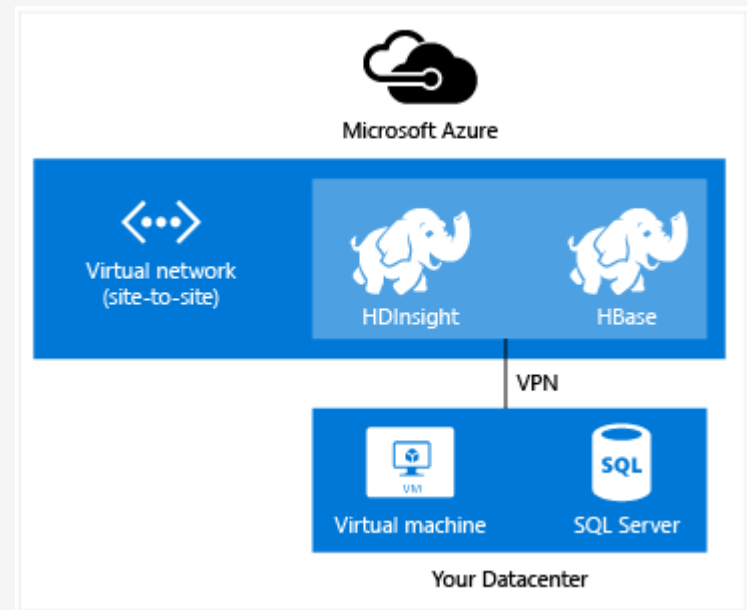 Microsoft Azure
Virtual network
(site-to-site)
HDInsight
HBase
VPN
VM
SQL
Virtual machine
SQL Server
Your Datacenter